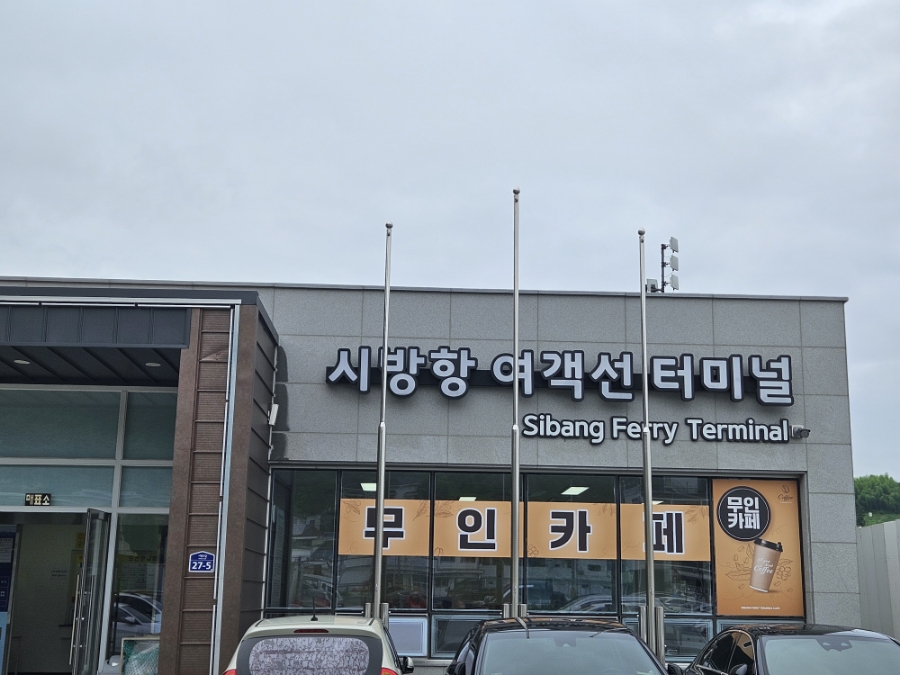 시방항 여객선 터미널
Sibang Ferry Terminal
무인카페
무인
카페
Coffee
매표소
27-5